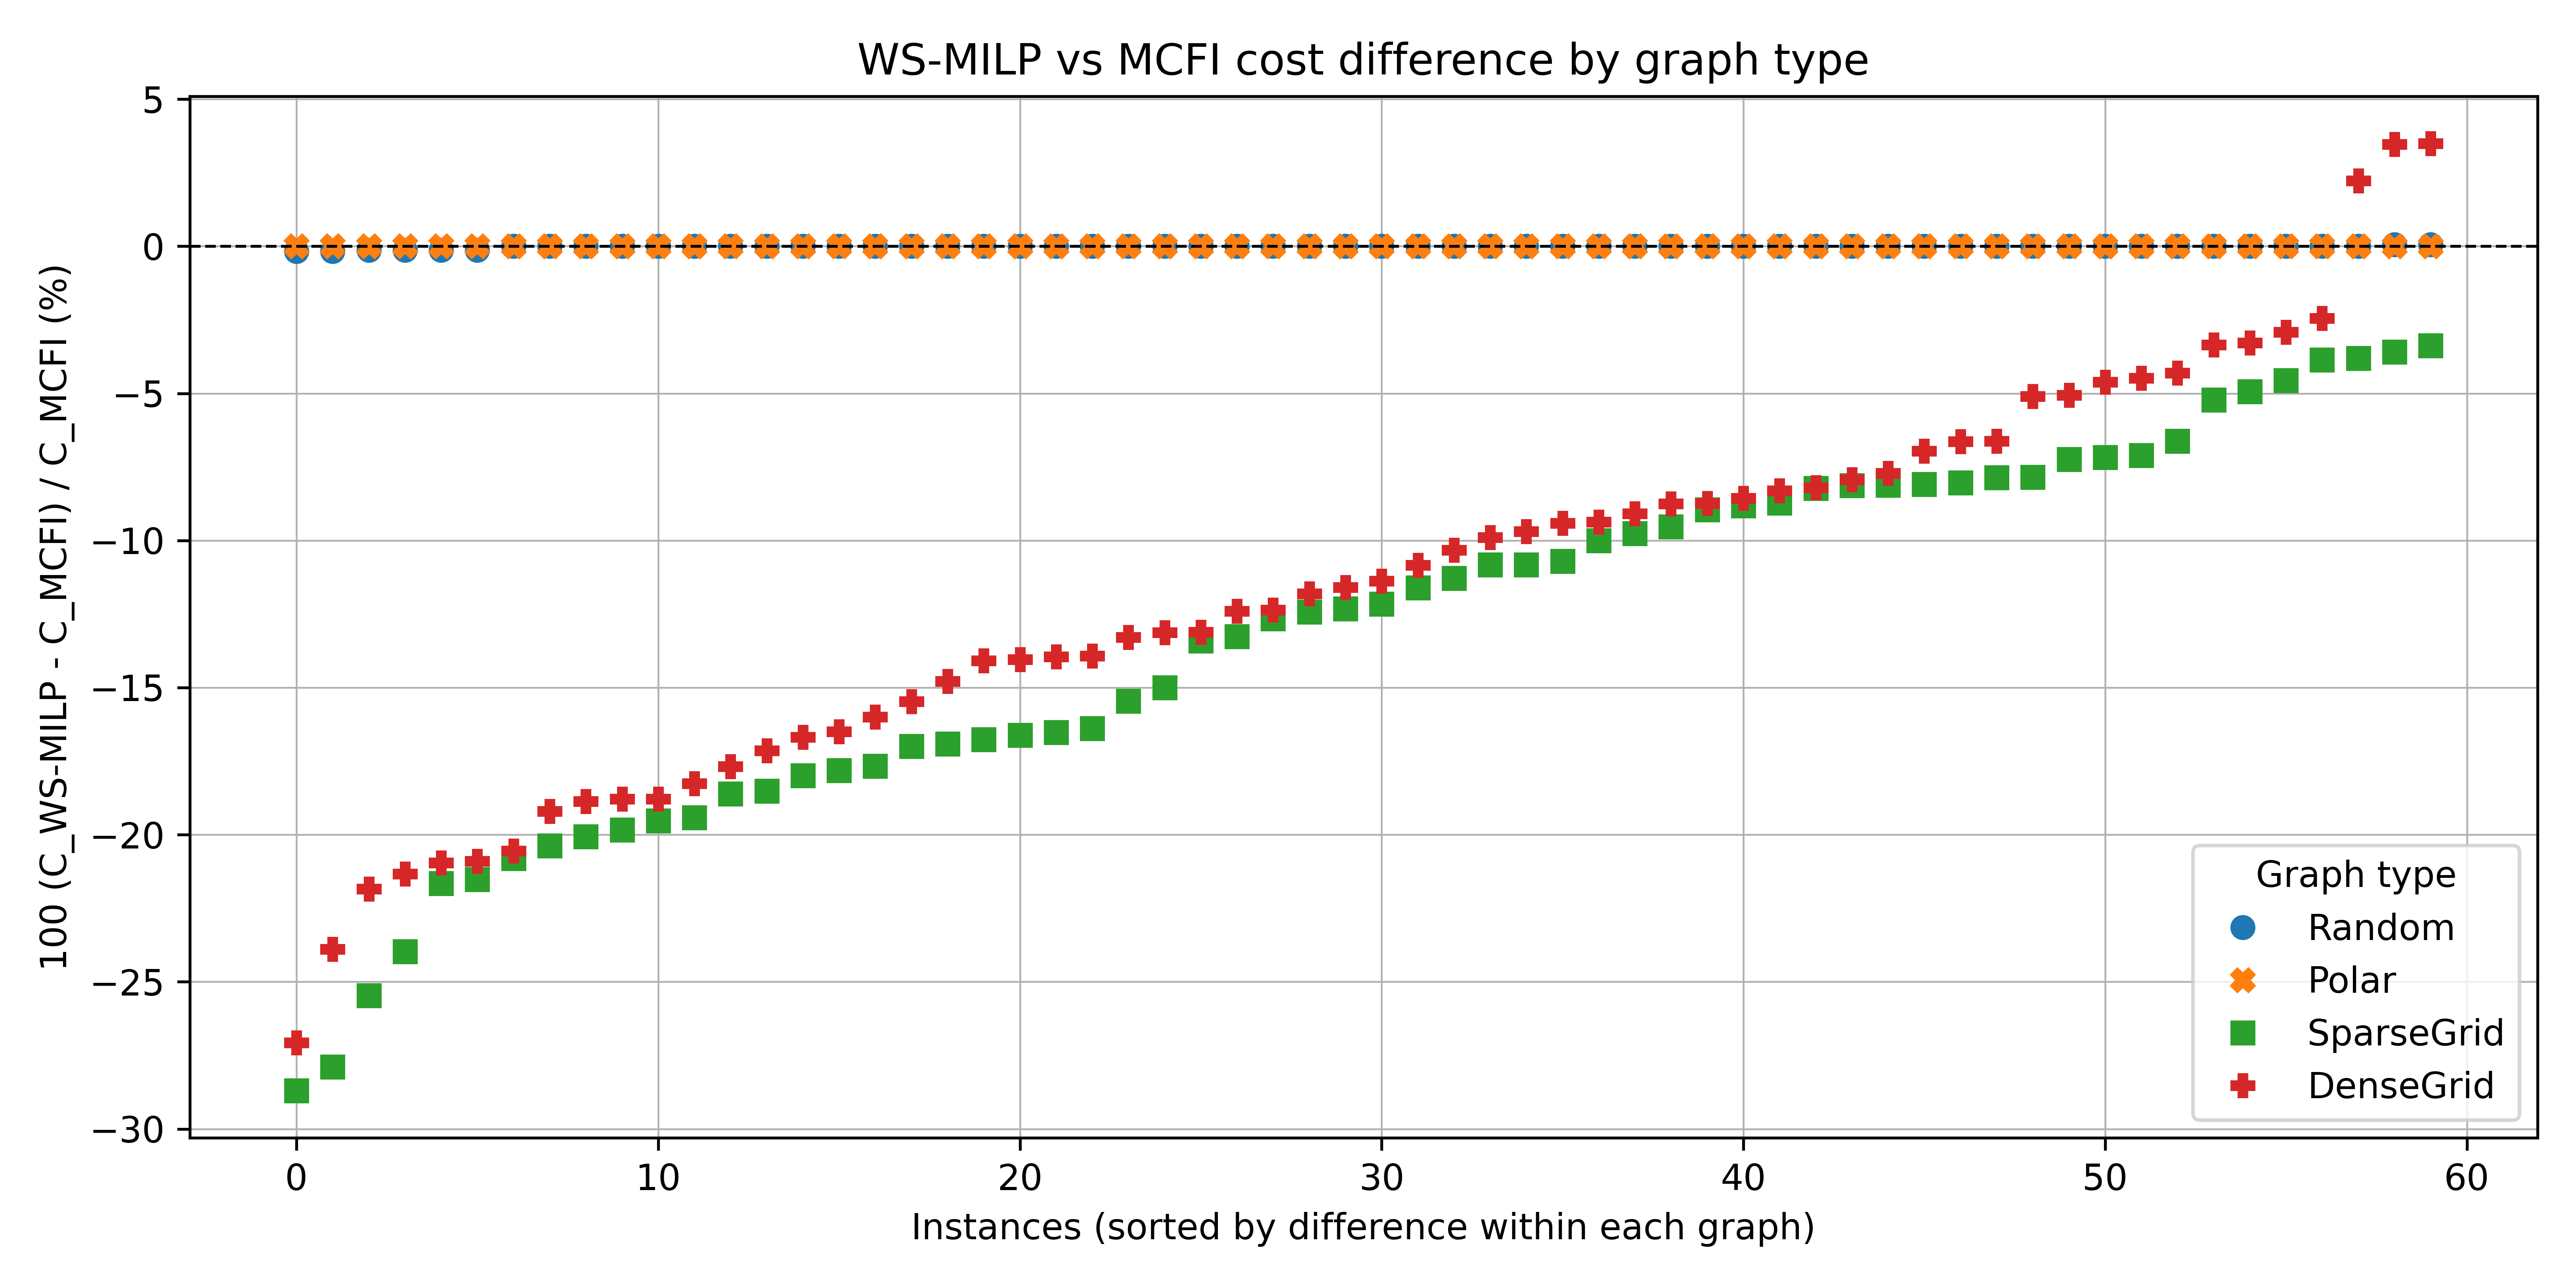 WS-MILP vs MCFI cost difference by graph type
100 (C_WS-MILP - C_MCFI) / C_MCFI (%)
5
0
−5
−10
−15
−20
−25
−30
0 10 20 30 40 50 60
Instances (sorted by difference within each graph)
Graph type
Random
Polar
SparseGrid
DenseGrid